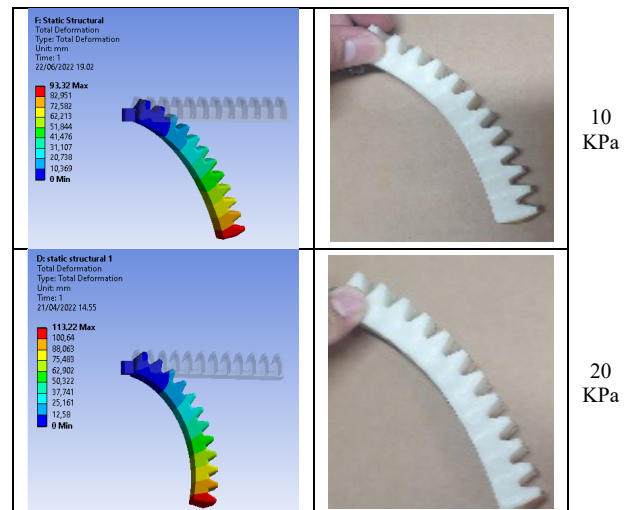 F: Static Structural
Total Deformation
Type: Total Deformation
Unit: mm
Time: 1
22/06/2022 19.02
93,32 Max
82,951
72,582
62,213
51,844
41,476
31,107
20,738
10,369
0 Min
10
KPa
D: static structural 1
Total Deformation
Type: Total Deformation
Unit: mm
Time: 1
21/04/2022 14.55
113,22 Max
100,64
88,063
75,483
62,902
50,322
37,741
25,161
12,58
0 Min
20
KPa